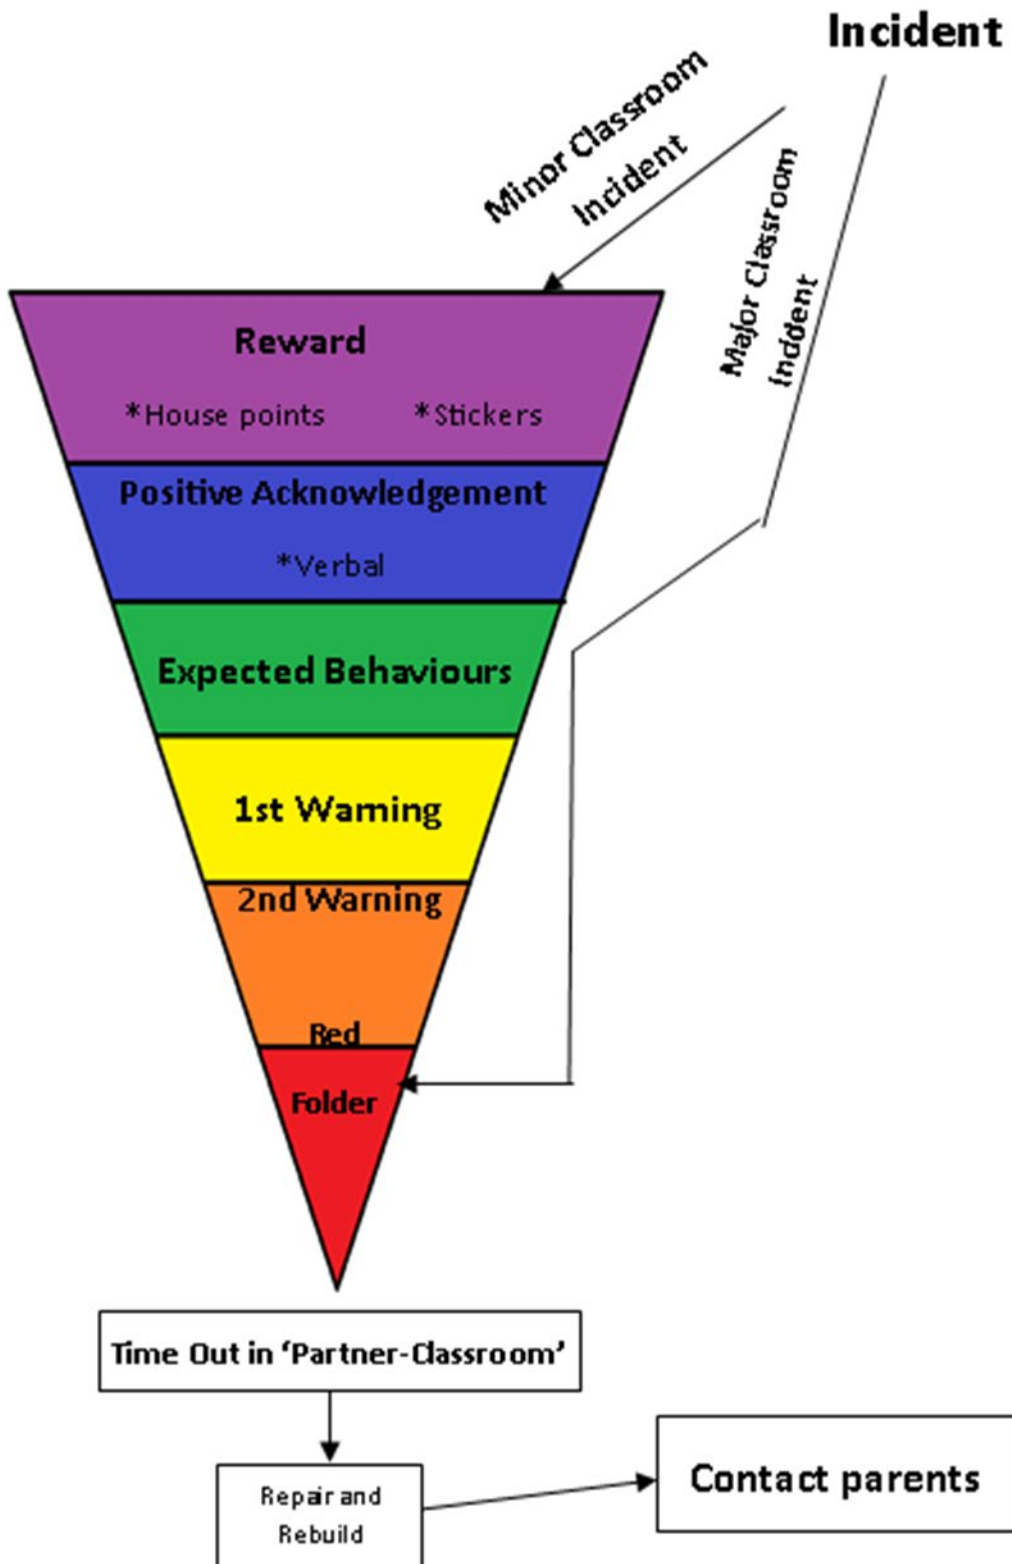 Incident
Minor Classroom
Incident
Major Classroom
Inddent
Reward
*House points *Stickers
Positive Acknowledgement
*Verbal
Expected Behaviours
1st Warning
2nd Warning
Red
Folder
Time Out in ‘Partner-Classroom’
Repair and
Rebuild
Contact parents